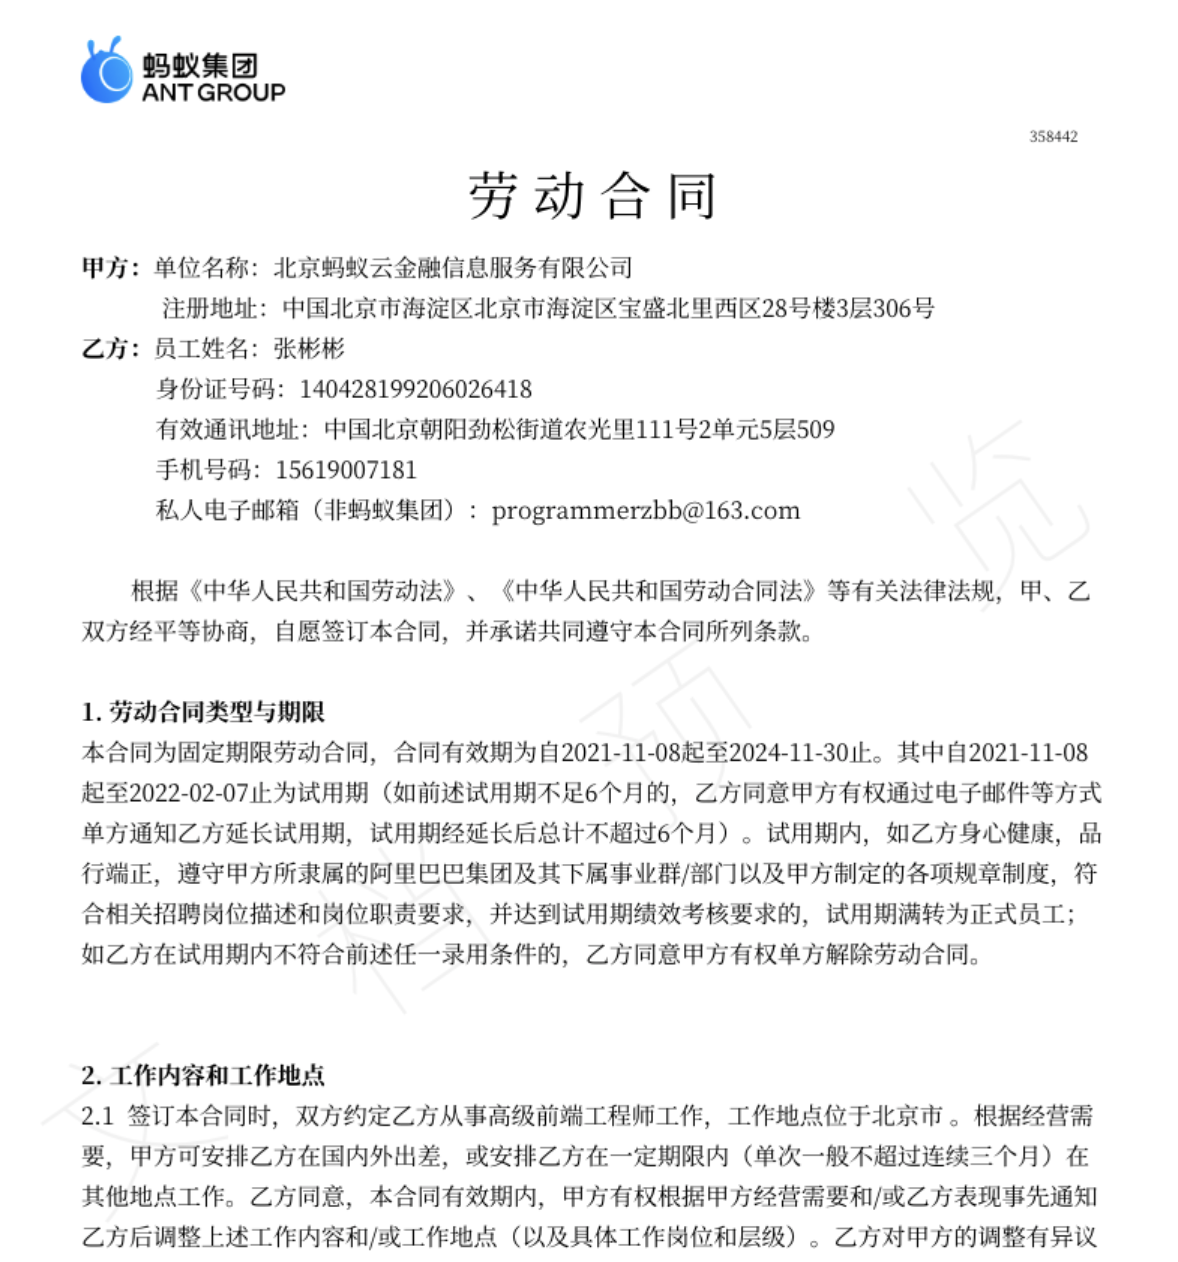 蚂蚁集团
ANT GROUP
358442
劳动合同
甲方：单位名称：北京蚂蚁云金融信息服务有限公司
注册地址：中国北京市海淀区北京市海淀区宝盛北里西区28号楼3层306号
乙方：员工姓名：张彬彬
身份证号码：140428199206026418
有效通讯地址：中国北京朝阳劲松街道农光里111号2单元5层509
手机号码：15619007181
私人电子邮箱（非蚂蚁集团）：programmerzbb@163.com
根据《中华人民共和国劳动法》、《中华人民共和国劳动合同法》等有关法律法规，甲、乙
双方经平等协商，自愿签订本合同，并承诺共同遵守本合同所列条款。
1. 劳动合同类型与期限
本合同为固定期限劳动合同，合同有效期为自2021-11-08起至2024-11-30止。其中自2021-11-08
起至2022-02-07止为试用期（如前述试用期不足6个月的，乙方同意甲方有权通过电子邮件等方式
单方通知乙方延长试用期，试用期经延长后总计不超过6个月）。试用期内，如乙方身心健康，品
行端正，遵守甲方所隶属的阿里巴巴集团及其下属事业群/部门以及甲方制定的各项规章制度，符
合相关招聘岗位描述和岗位职责要求，并达到试用期绩效考核要求的，试用期满转为正式员工；
如乙方在试用期内不符合前述任一录用条件的，乙方同意甲方有权单方解除劳动合同。
2. 工作内容和工作地点
2.1 签订本合同时，双方约定乙方从事高级前端工程师工作，工作地点位于北京市 。根据经营需
要，甲方可安排乙方在国内外出差，或安排乙方在一定期限内（单次一般不超过连续三个月）在
其他地点工作。乙方同意，本合同有效期内，甲方有权根据甲方经营需要和/或乙方表现事先通知
乙方后调整上述工作内容和/或工作地点（以及具体工作岗位和层级）。乙方对甲方的调整有异议
文档预览